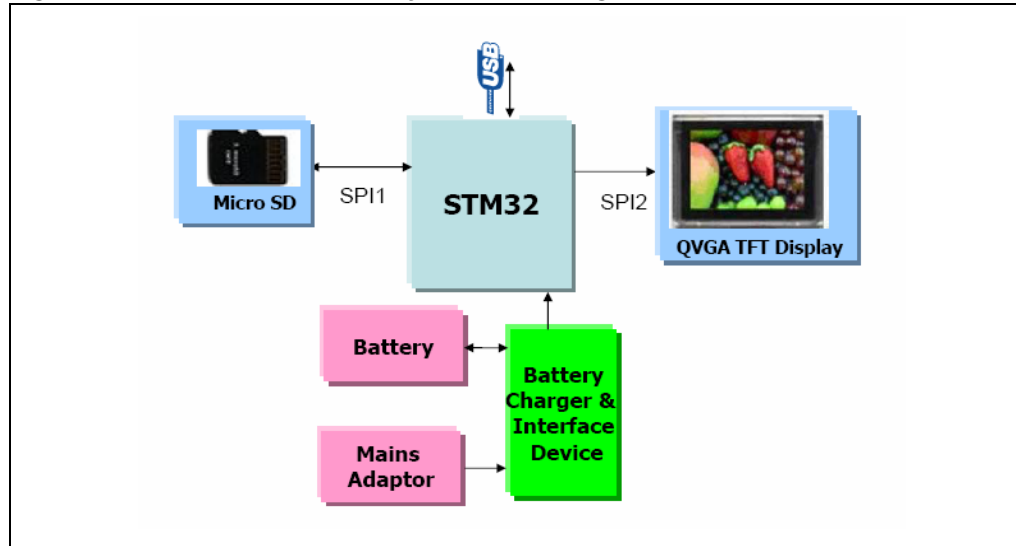 USB
Micro SD
SPI1
STM32
SPI2
QVGA TFT Display
Battery
Battery
Charger &
Interface
Device
Mains
Adaptor